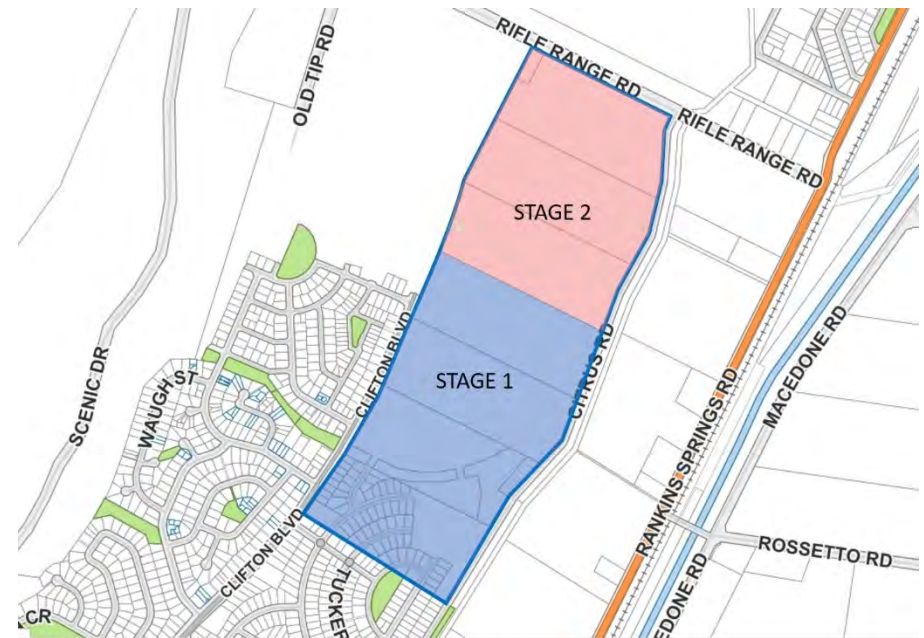 RIFLE RANGE RD
OLD TIP RD
RIFLE RANGE RD
STAGE 2
SCENIC DR
WAUGH ST
CLIFTON BLVD
STAGE 1
CITRUS RD
RANKINS SPRINGS RD
MACEDONE RD
CLIFTON BLVD
TUCKER
ROSSETTO RD
EDONE RD
CR